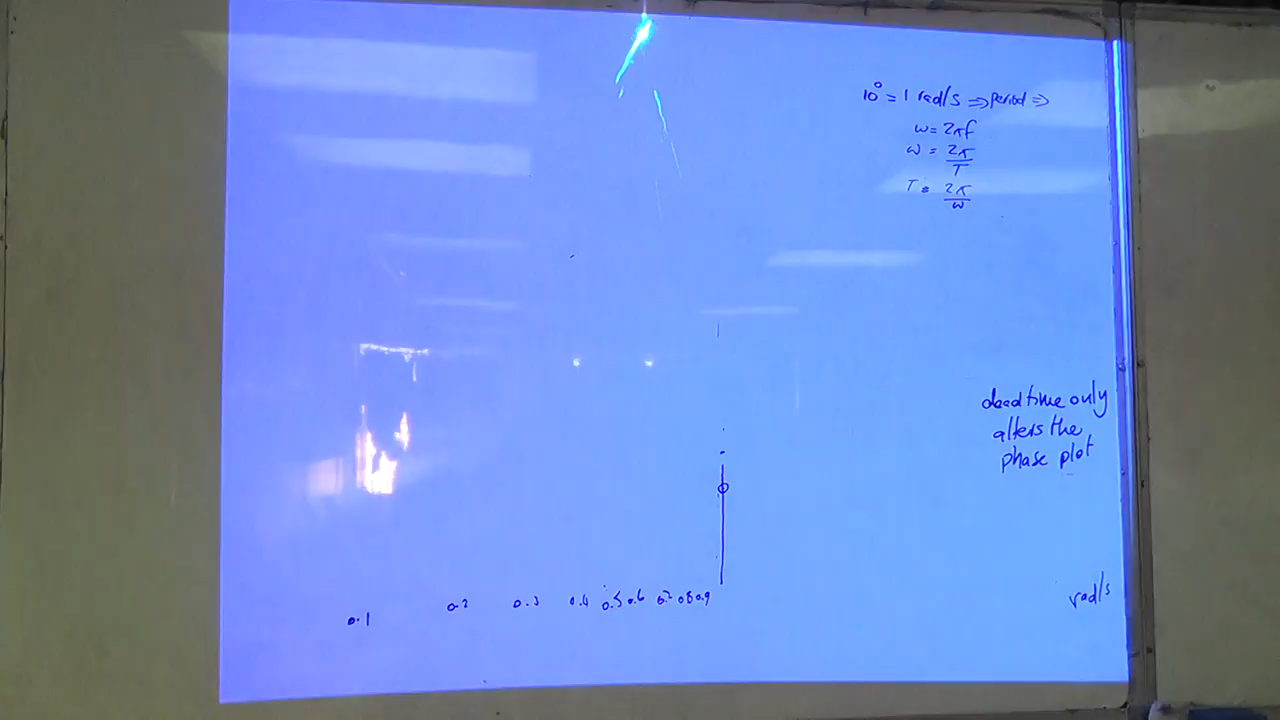 10⁰ = 1 rad/s ⇒ period ⇒
ω = 2πf
ω = 2π/T
T = 2π/ω
dead time only
alters the
phase plot
rad/s
0.1 0.2 0.3 0.4 0.5 0.6 0.7 0.8 0.9